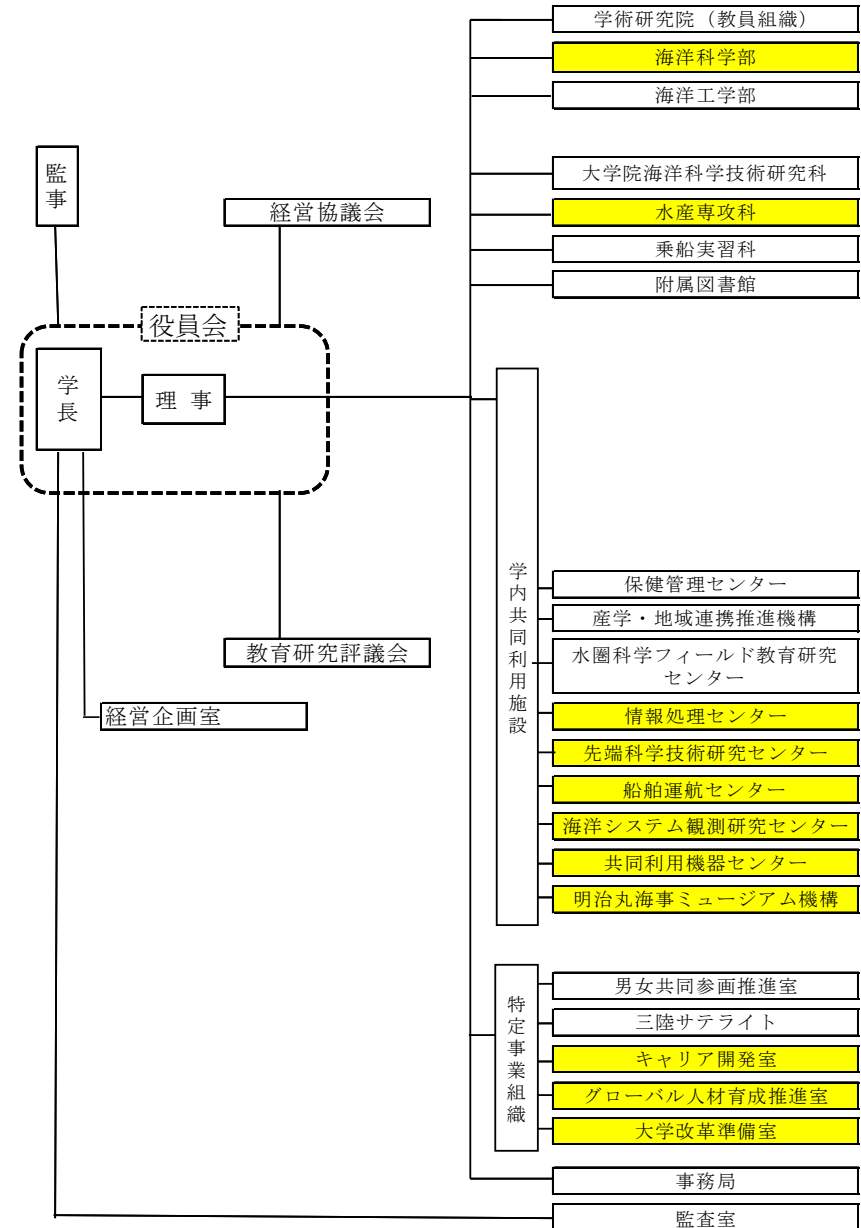 学術研究院（教員組織）
海洋科学部
海洋工学部
監事
大学院海洋科学技術研究科
経営協議会
水産専攻科
乗船実習科
附属図書館
役員会
学長
理事
学内共同利用施設
保健管理センター
産学・地域連携推進機構
教育研究評議会
水圏科学フィールド教育研究
センター
経営企画室
情報処理センター
先端科学技術研究センター
船舶運航センター
海洋システム観測研究センター
共同利用機器センター
明治丸海事ミュージアム機構
特定事業組織
男女共同参画推進室
三陸サテライト
キャリア開発室
グローバル人材育成推進室
大学改革準備室
事務局
監査室